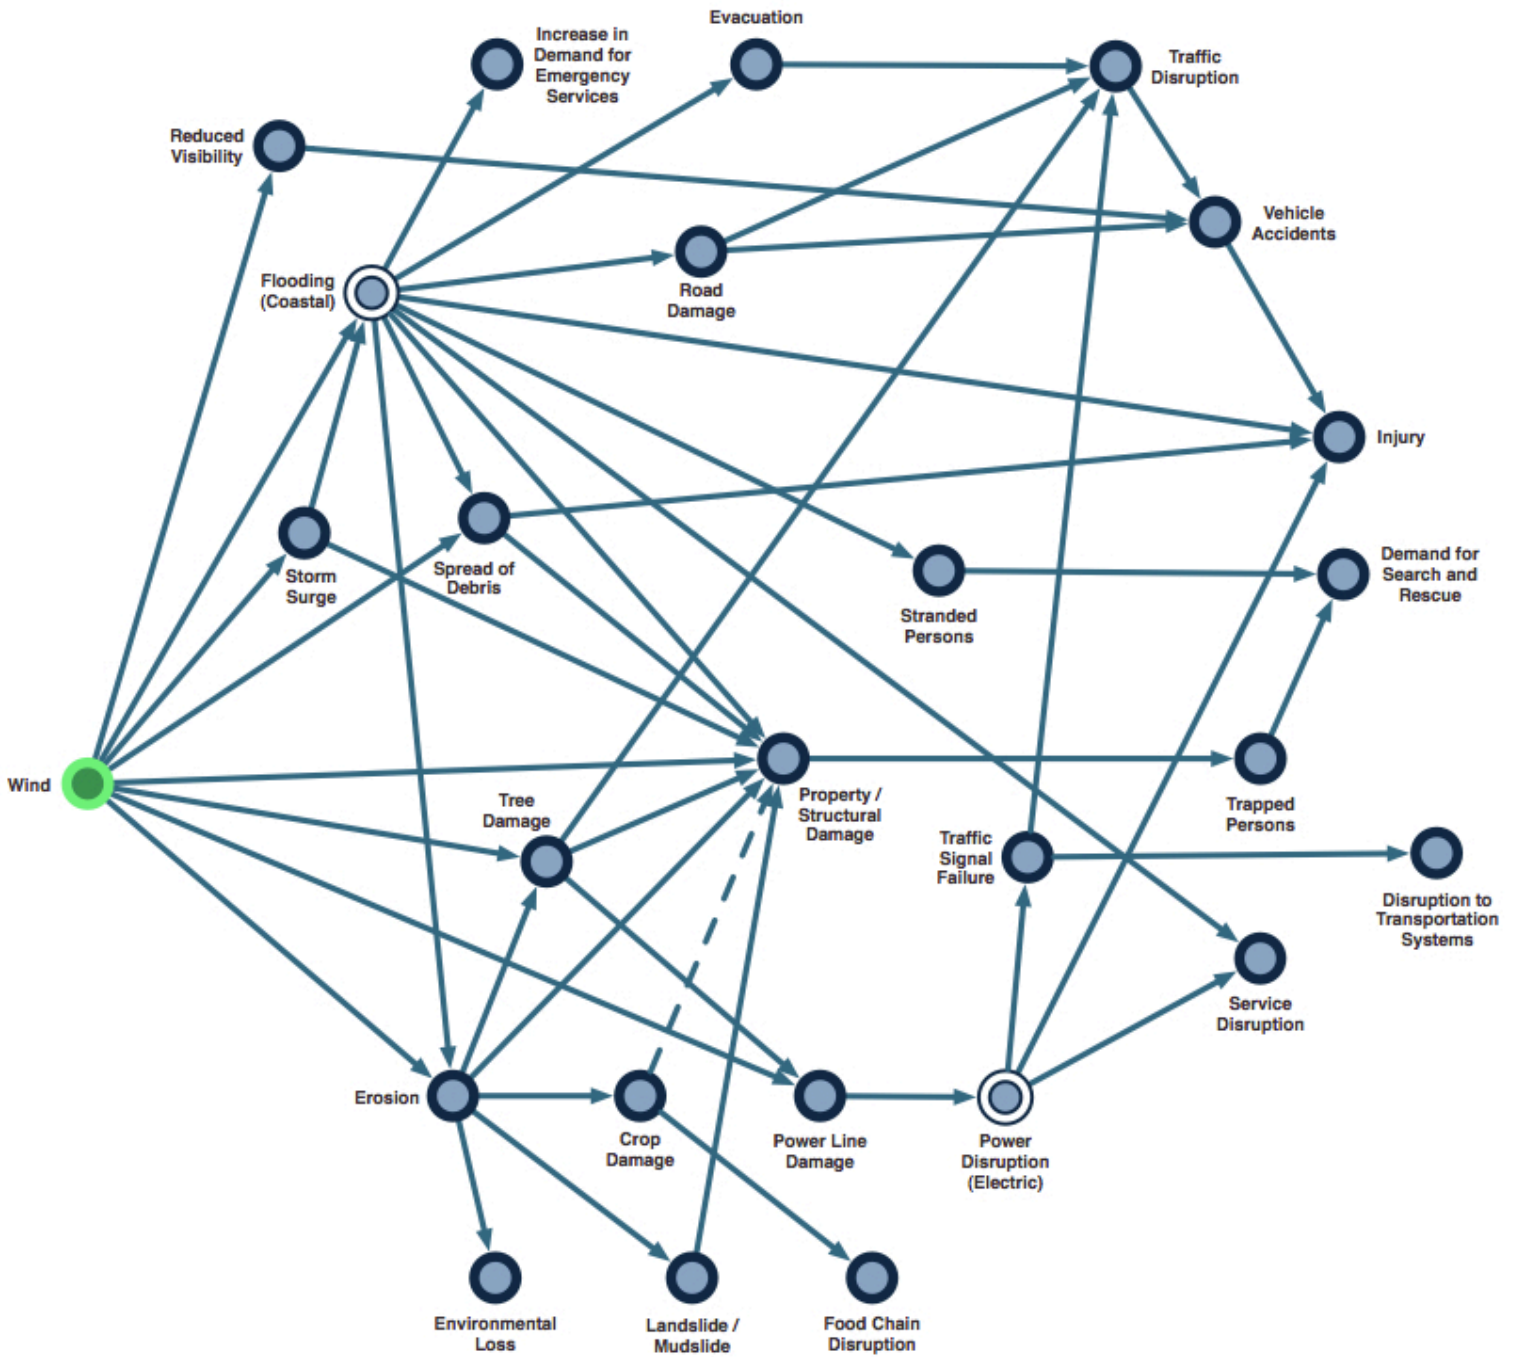 Evacuation
Increase in
Demand for
Emergency
Services
Traffic
Disruption
Reduced
Visibility
Vehicle
Accidents
Flooding
(Coastal)
Road
Damage
Injury
Storm
Surge
Spread of
Debris
Demand for
Search and
Rescue
Stranded
Persons
Wind
Tree
Damage
Property /
Structural
Damage
Trapped
Persons
Traffic
Signal
Failure
Disruption to
Transportation
Systems
Service
Disruption
Erosion
Crop
Damage
Power Line
Damage
Power
Disruption
(Electric)
Environmental
Loss
Landslide /
Mudslide
Food Chain
Disruption